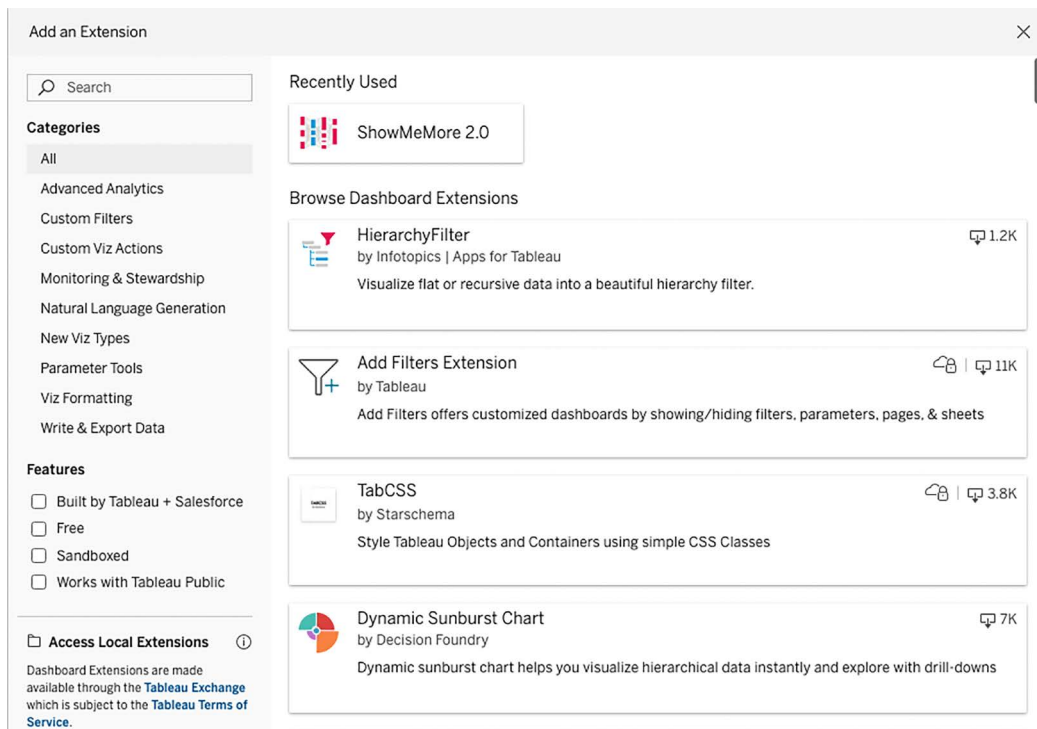 Add an Extension
Search
Categories
All
Advanced Analytics
Custom Filters
Custom Viz Actions
Monitoring & Stewardship
Natural Language Generation
New Viz Types
Parameter Tools
Viz Formatting
Write & Export Data
Features
Built by Tableau + Salesforce
Free
Sandboxed
Works with Tableau Public
Access Local Extensions
Dashboard Extensions are made
available through the Tableau Exchange
which is subject to the Tableau Terms of
Service.
Recently Used
ShowMeMore 2.0
Browse Dashboard Extensions
HierarchyFilter
1.2K
by Infotopics | Apps for Tableau
Visualize flat or recursive data into a beautiful hierarchy filter.
Add Filters Extension
11K
by Tableau
Add Filters offers customized dashboards by showing/hiding filters, parameters, pages, & sheets
TabCSS
3.8K
by Starschema
Style Tableau Objects and Containers using simple CSS Classes
Dynamic Sunburst Chart
7K
by Decision Foundry
Dynamic sunburst chart helps you visualize hierarchical data instantly and explore with drill-downs